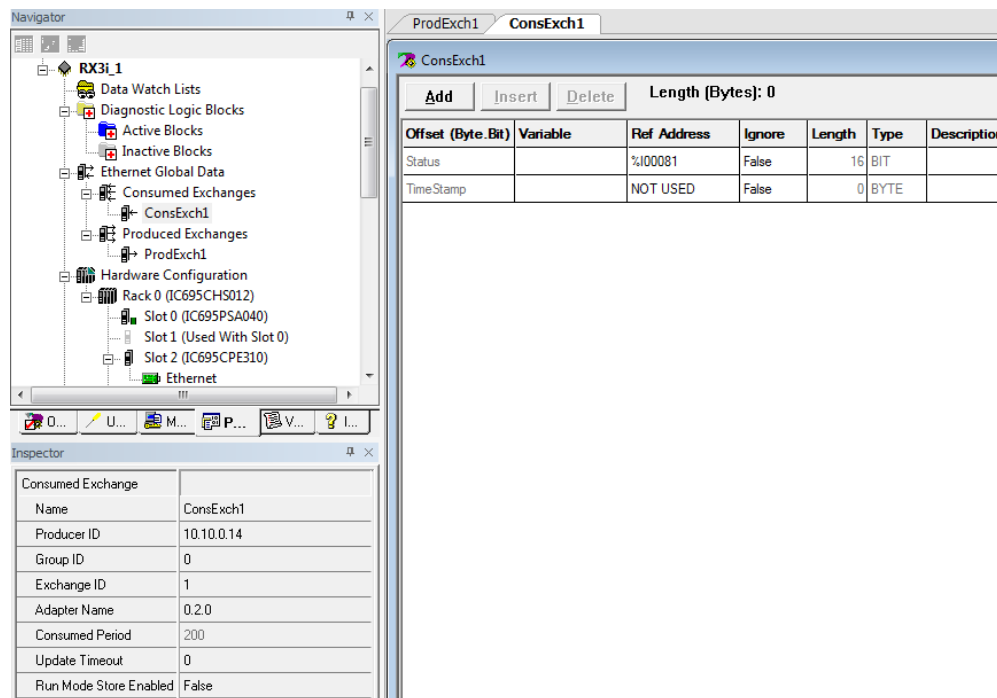 Navigator
RX3i_1
Data Watch Lists
Diagnostic Logic Blocks
Active Blocks
Inactive Blocks
Ethernet Global Data
Consumed Exchanges
ConsExch1
Produced Exchanges
ProdExch1
Hardware Configuration
Rack 0 (IC695CHS012)
Slot 0 (IC695PSA040)
Slot 1 (Used With Slot 0)
Slot 2 (IC695CPE310)
Ethernet
O... U... M... P... V... I...
Inspector
Consumed Exchange
Name ConsExch1
Producer ID 10.10.0.14
Group ID 0
Exchange ID 1
Adapter Name 0.2.0
Consumed Period 200
Update Timeout 0
Run Mode Store Enabled False
ProdExch1 ConsExch1
ConsExch1
Add Insert Delete Length (Bytes): 0
Offset (Byte.Bit) Variable Ref Address Ignore Length Type Description
Status %I00081 False 16 BIT
TimeStamp NOT USED False 0 BYTE